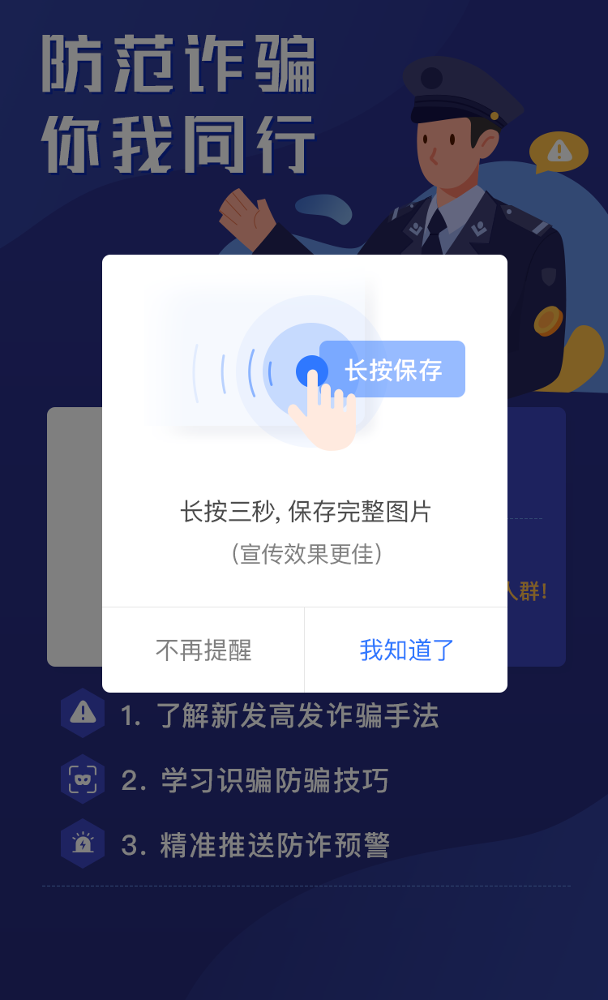 防范诈骗
你我同行
长按保存
长按三秒, 保存完整图片
(宣传效果更佳)
人群!
不再提醒
我知道了
1. 了解新发高发诈骗手法
2. 学习识骗防骗技巧
3. 精准推送防诈预警